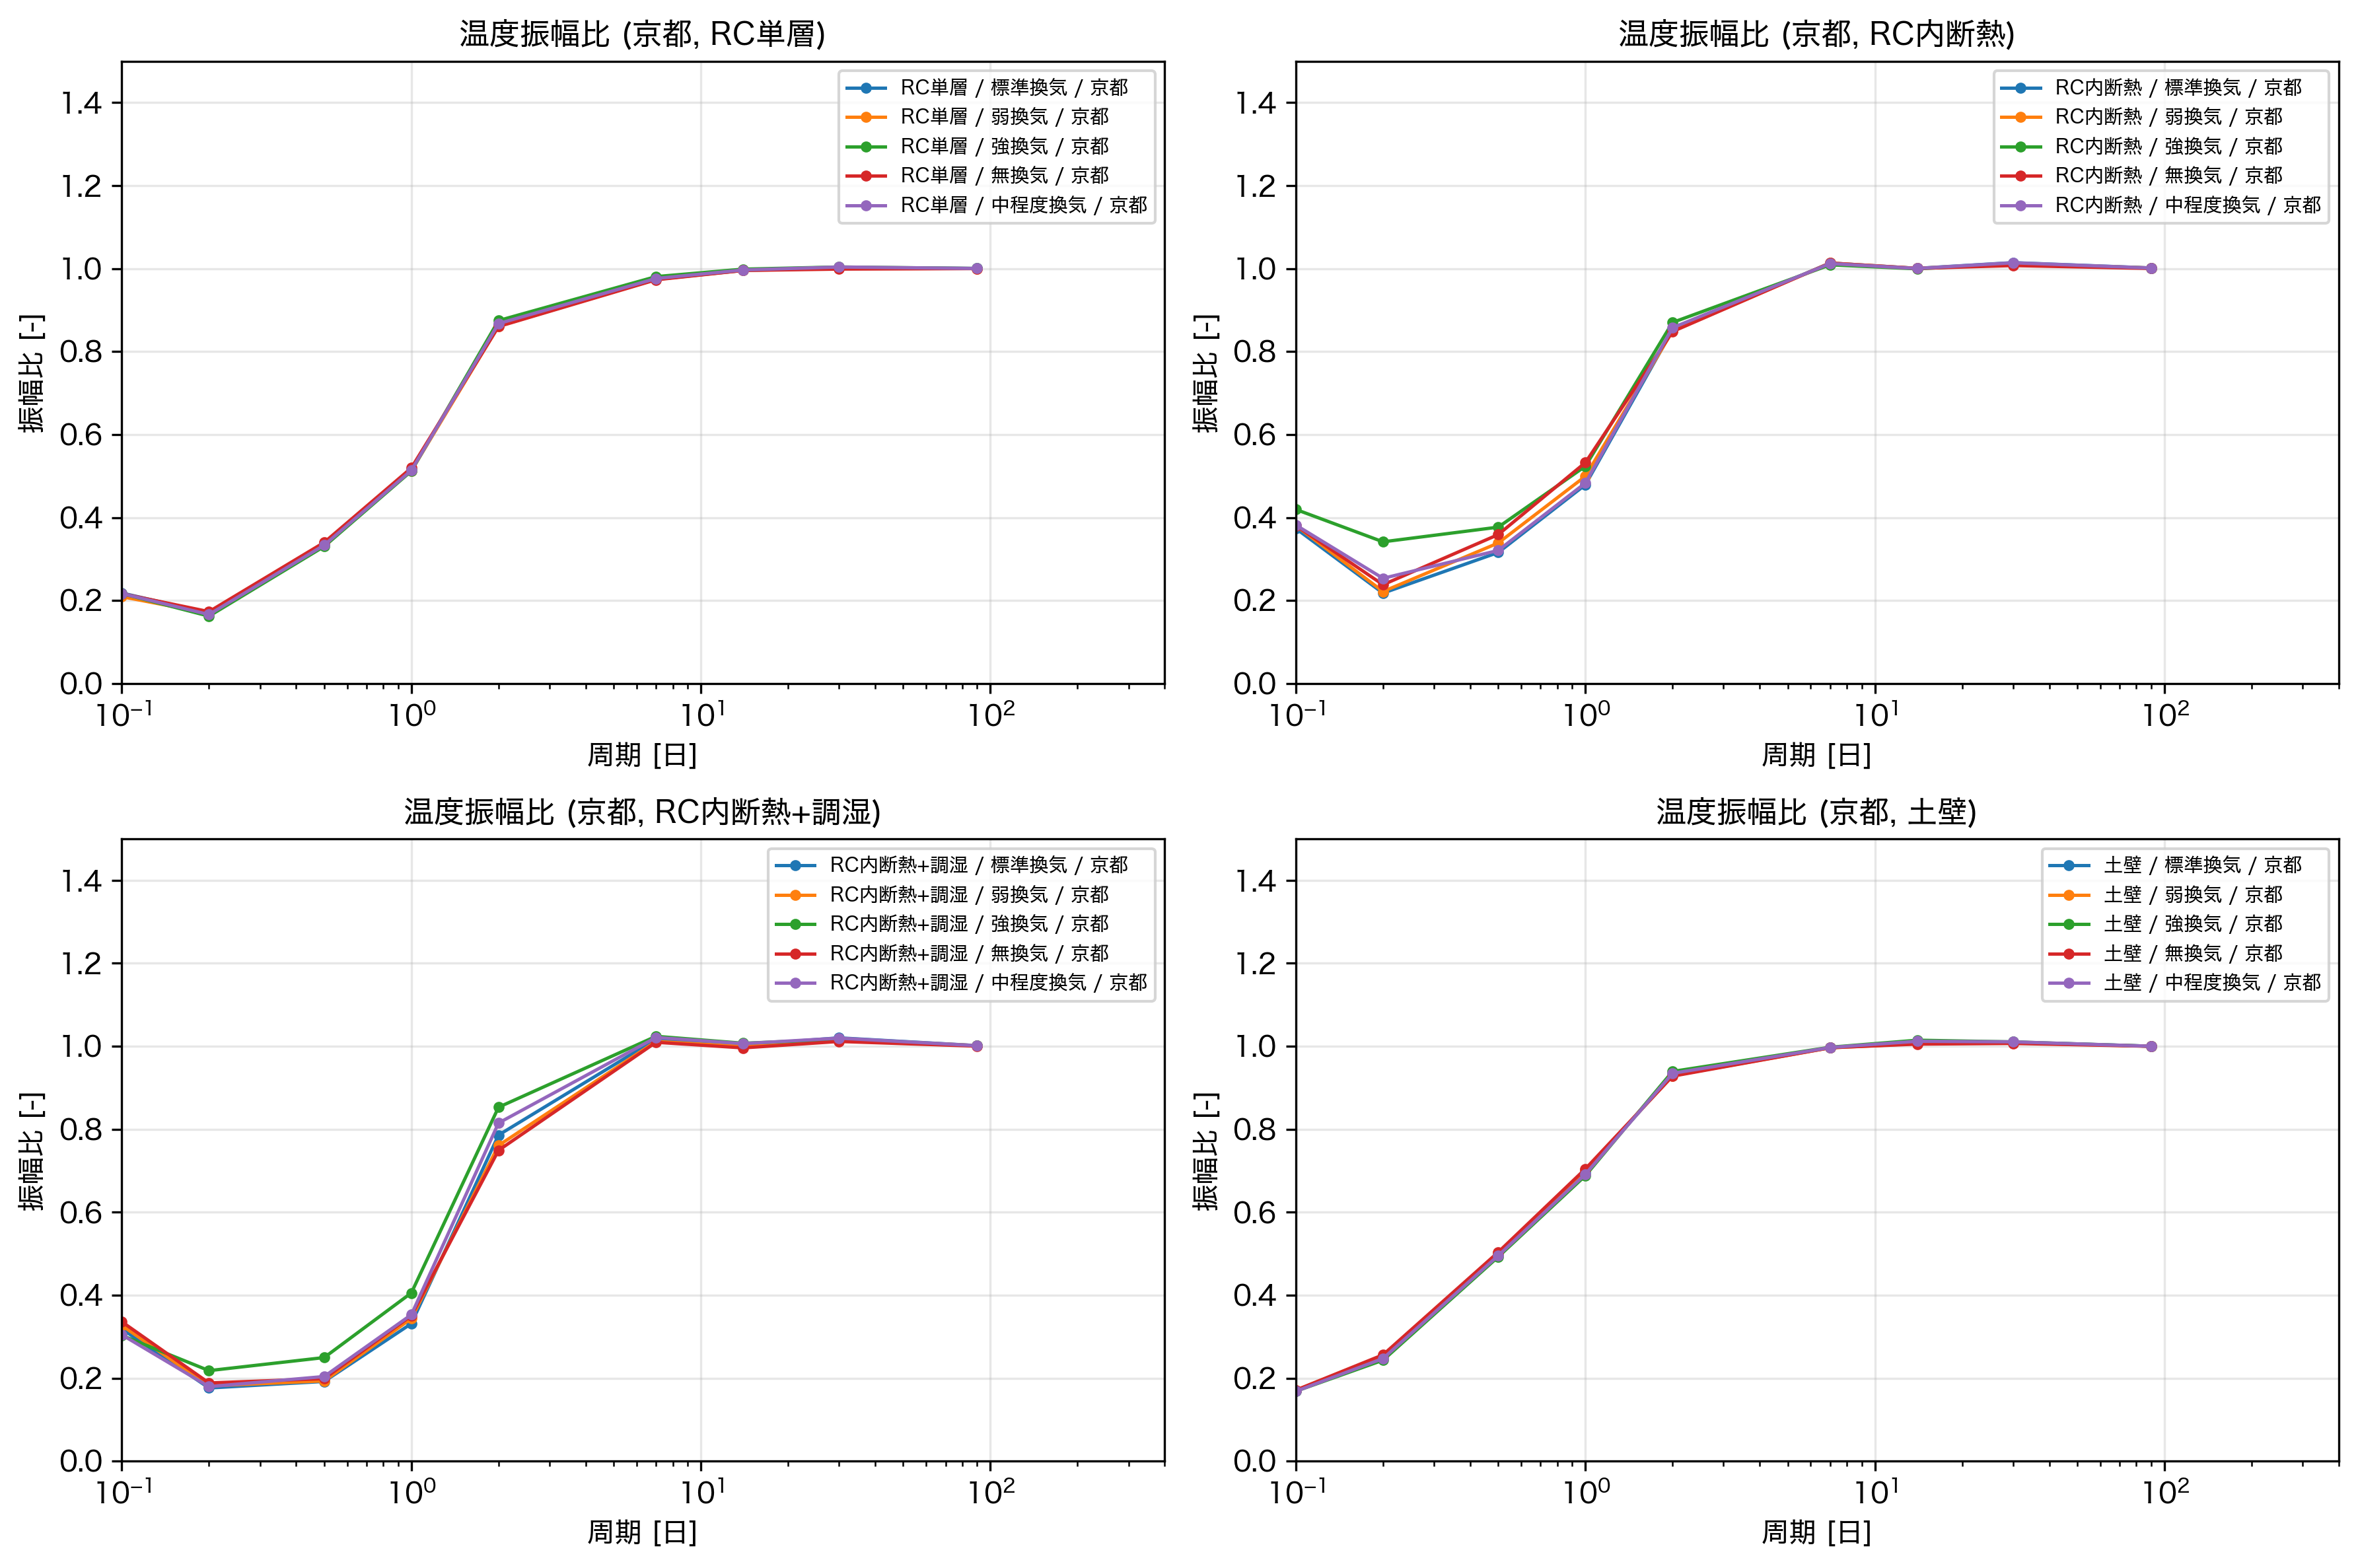 温度振幅比 (京都, RC単層)
RC単層 / 標準換気 / 京都
RC単層 / 弱換気 / 京都
RC単層 / 強換気 / 京都
RC単層 / 無換気 / 京都
RC単層 / 中程度換気 / 京都
1.4
1.2
1.0
0.8
0.6
0.4
0.2
0.0
振幅比 [-]
10⁻¹ 10⁰ 10¹ 10²
周期 [日]
温度振幅比 (京都, RC内断熱)
RC内断熱 / 標準換気 / 京都
RC内断熱 / 弱換気 / 京都
RC内断熱 / 強換気 / 京都
RC内断熱 / 無換気 / 京都
RC内断熱 / 中程度換気 / 京都
1.4
1.2
1.0
0.8
0.6
0.4
0.2
0.0
振幅比 [-]
10⁻¹ 10⁰ 10¹ 10²
周期 [日]
温度振幅比 (京都, RC内断熱+調湿)
RC内断熱+調湿 / 標準換気 / 京都
RC内断熱+調湿 / 弱換気 / 京都
RC内断熱+調湿 / 強換気 / 京都
RC内断熱+調湿 / 無換気 / 京都
RC内断熱+調湿 / 中程度換気 / 京都
1.4
1.2
1.0
0.8
0.6
0.4
0.2
0.0
振幅比 [-]
10⁻¹ 10⁰ 10¹ 10²
周期 [日]
温度振幅比 (京都, 土壁)
土壁 / 標準換気 / 京都
土壁 / 弱換気 / 京都
土壁 / 強換気 / 京都
土壁 / 無換気 / 京都
土壁 / 中程度換気 / 京都
1.4
1.2
1.0
0.8
0.6
0.4
0.2
0.0
振幅比 [-]
10⁻¹ 10⁰ 10¹ 10²
周期 [日]